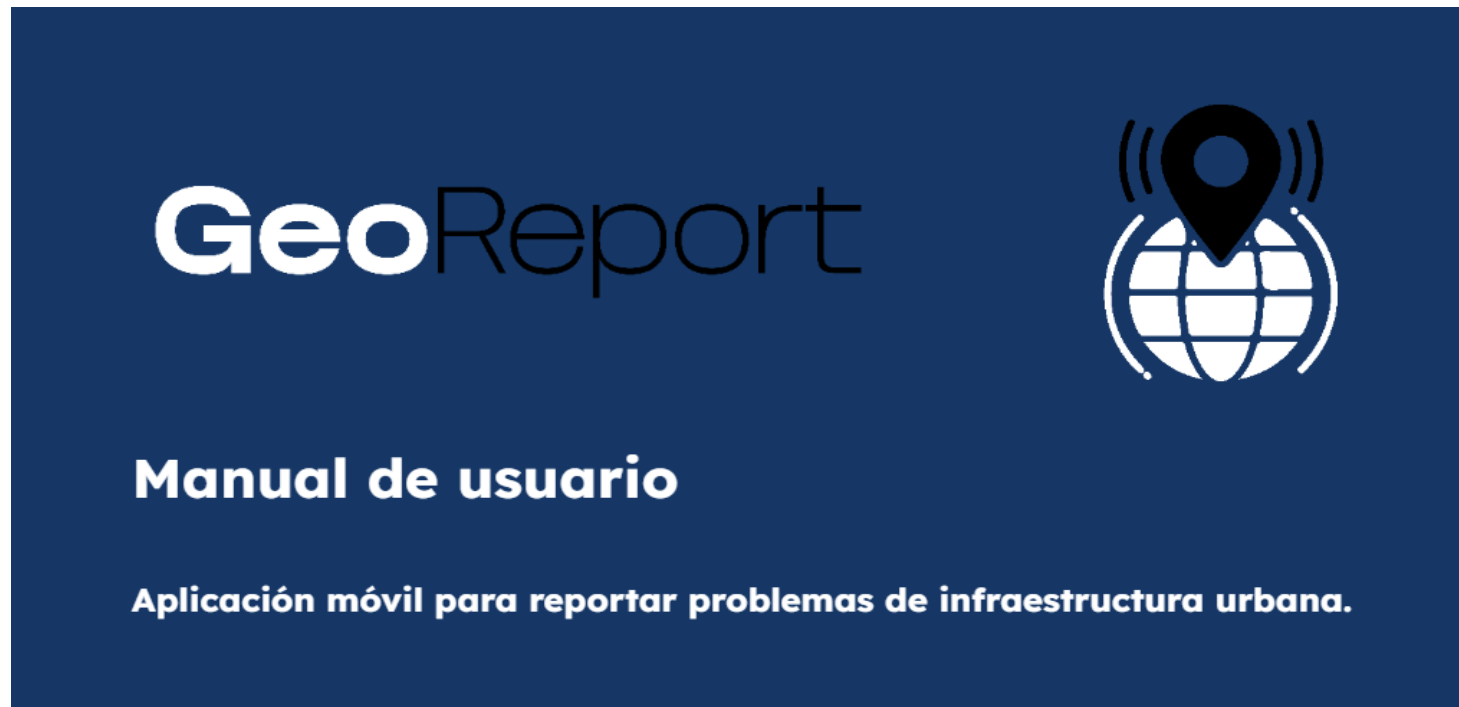 GeoReport
Manual de usuario
Aplicación móvil para reportar problemas de infraestructura urbana.